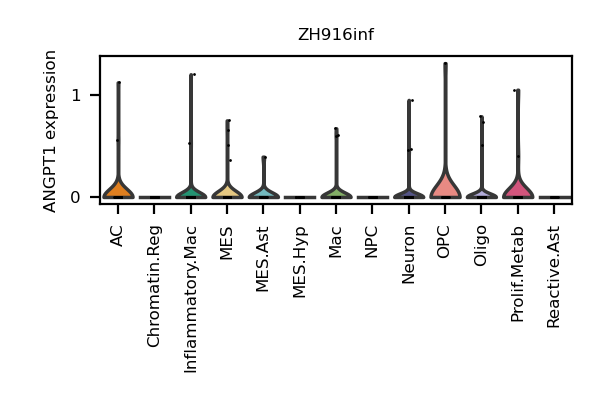 ZH916inf
ANGPT1 expression
1
0
AC
Chromatin.Reg
Inflammatory.Mac
MES
MES.Ast
MES.Hyp
Mac
NPC
Neuron
OPC
Oligo
Prolif.Metab
Reactive.Ast